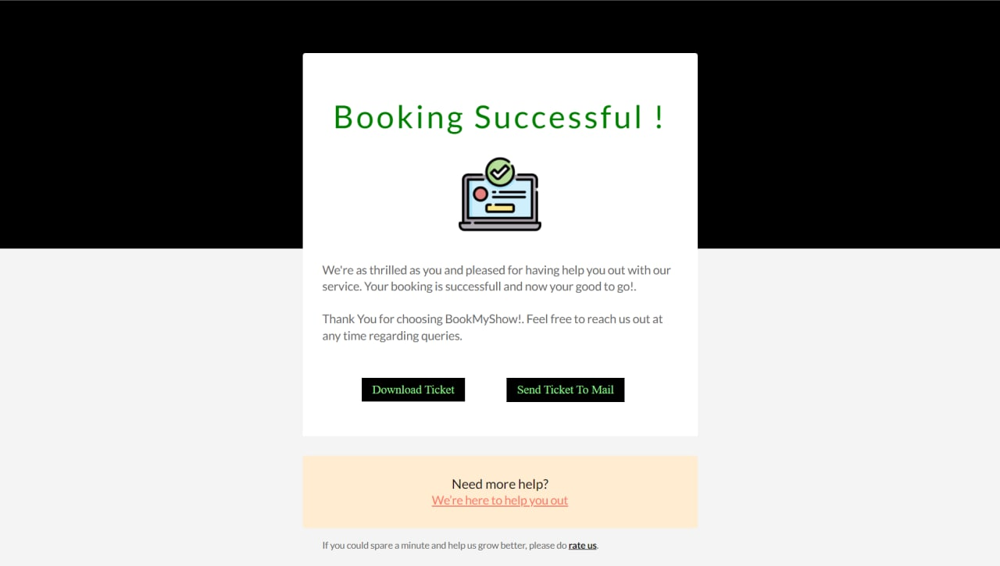 Booking Successful !
We're as thrilled as you and pleased for having help you out with our
service. Your booking is successfull and now your good to go!.
Thank You for choosing BookMyShow!. Feel free to reach us out at
any time regarding queries.
Download Ticket
Send Ticket To Mail
Need more help?
We're here to help you out
If you could spare a minute and help us grow better, please do rate us.